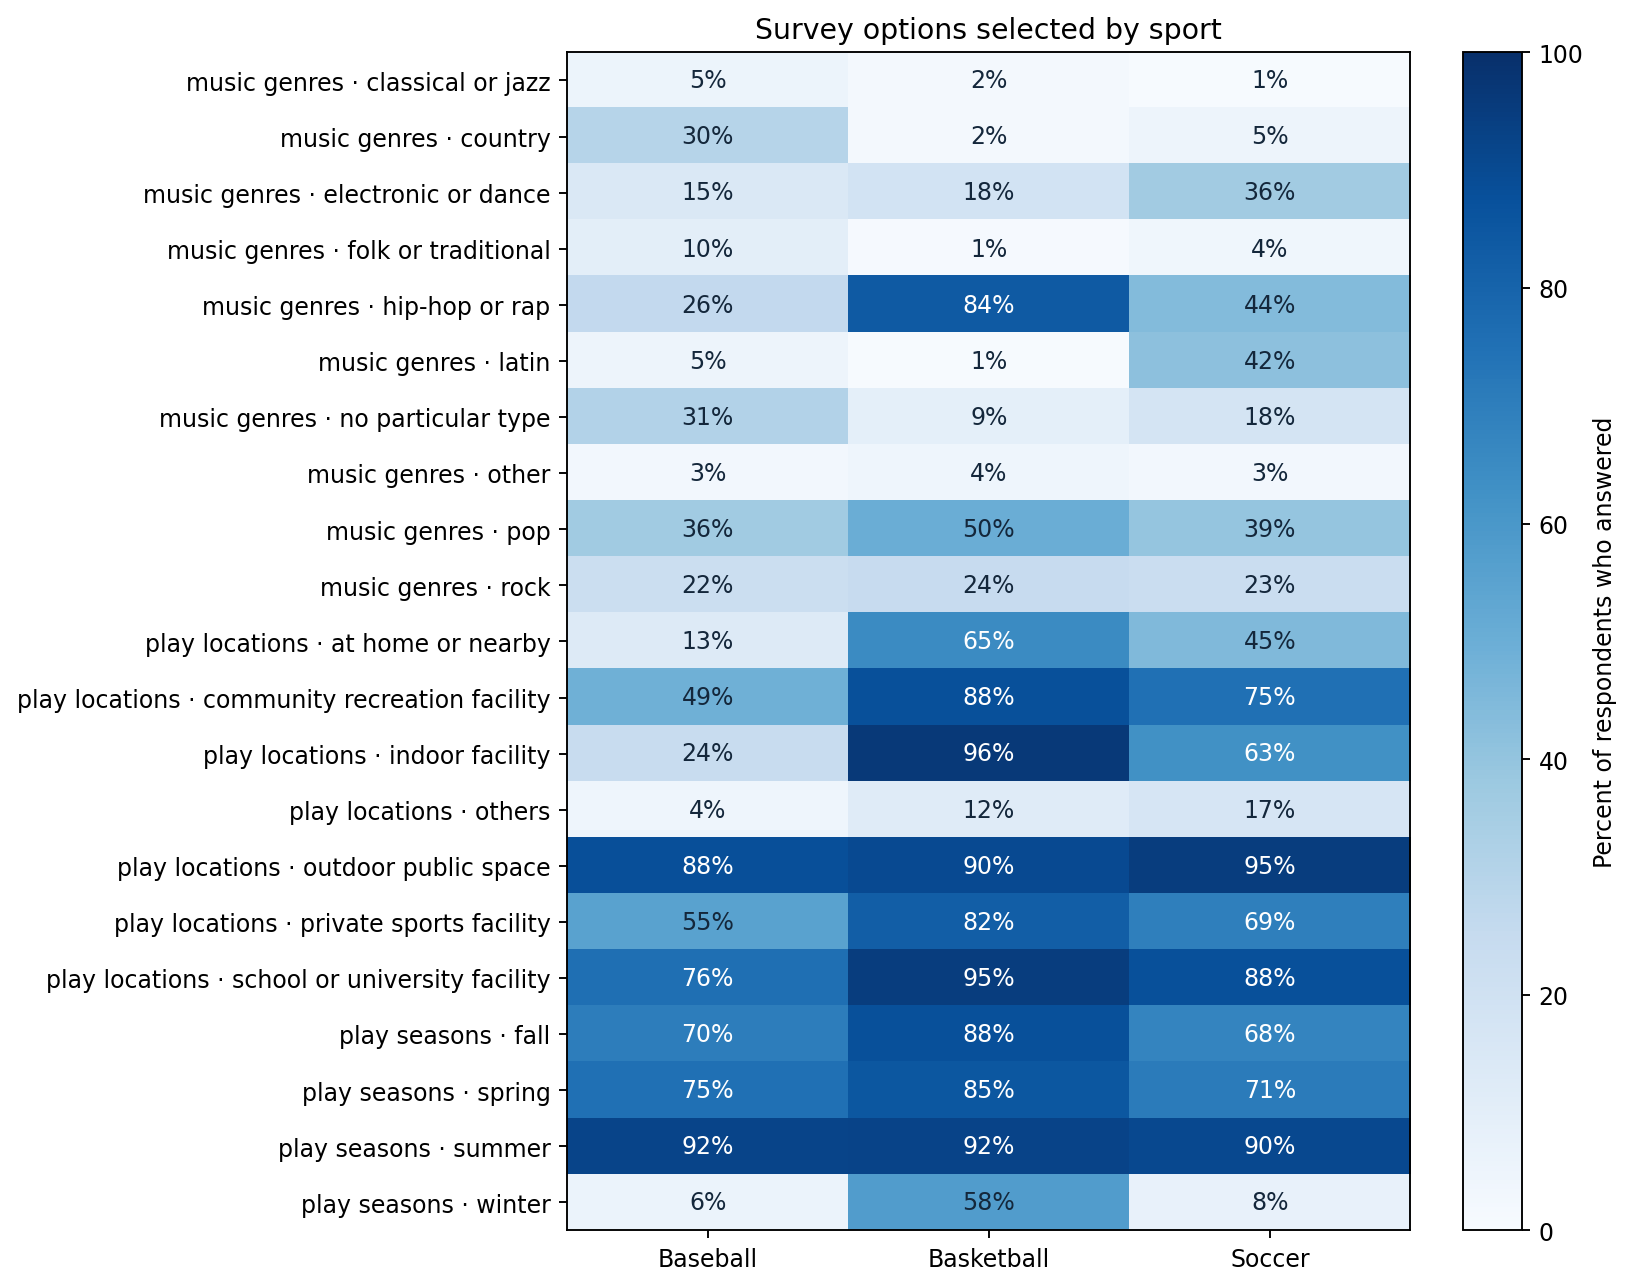 Survey options selected by sport
music genres · classical or jazz 5% 2% 1%
music genres · country 30% 2% 5%
music genres · electronic or dance 15% 18% 36%
music genres · folk or traditional 10% 1% 4%
music genres · hip-hop or rap 26% 84% 44%
music genres · latin 5% 1% 42%
music genres · no particular type 31% 9% 18%
music genres · other 3% 4% 3%
music genres · pop 36% 50% 39%
music genres · rock 22% 24% 23%
play locations · at home or nearby 13% 65% 45%
play locations · community recreation facility 49% 88% 75%
play locations · indoor facility 24% 96% 63%
play locations · others 4% 12% 17%
play locations · outdoor public space 88% 90% 95%
play locations · private sports facility 55% 82% 69%
play locations · school or university facility 76% 95% 88%
play seasons · fall 70% 88% 68%
play seasons · spring 75% 85% 71%
play seasons · summer 92% 92% 90%
play seasons · winter 6% 58% 8%
Baseball Basketball Soccer
100
80
60
40
20
0
Percent of respondents who answered